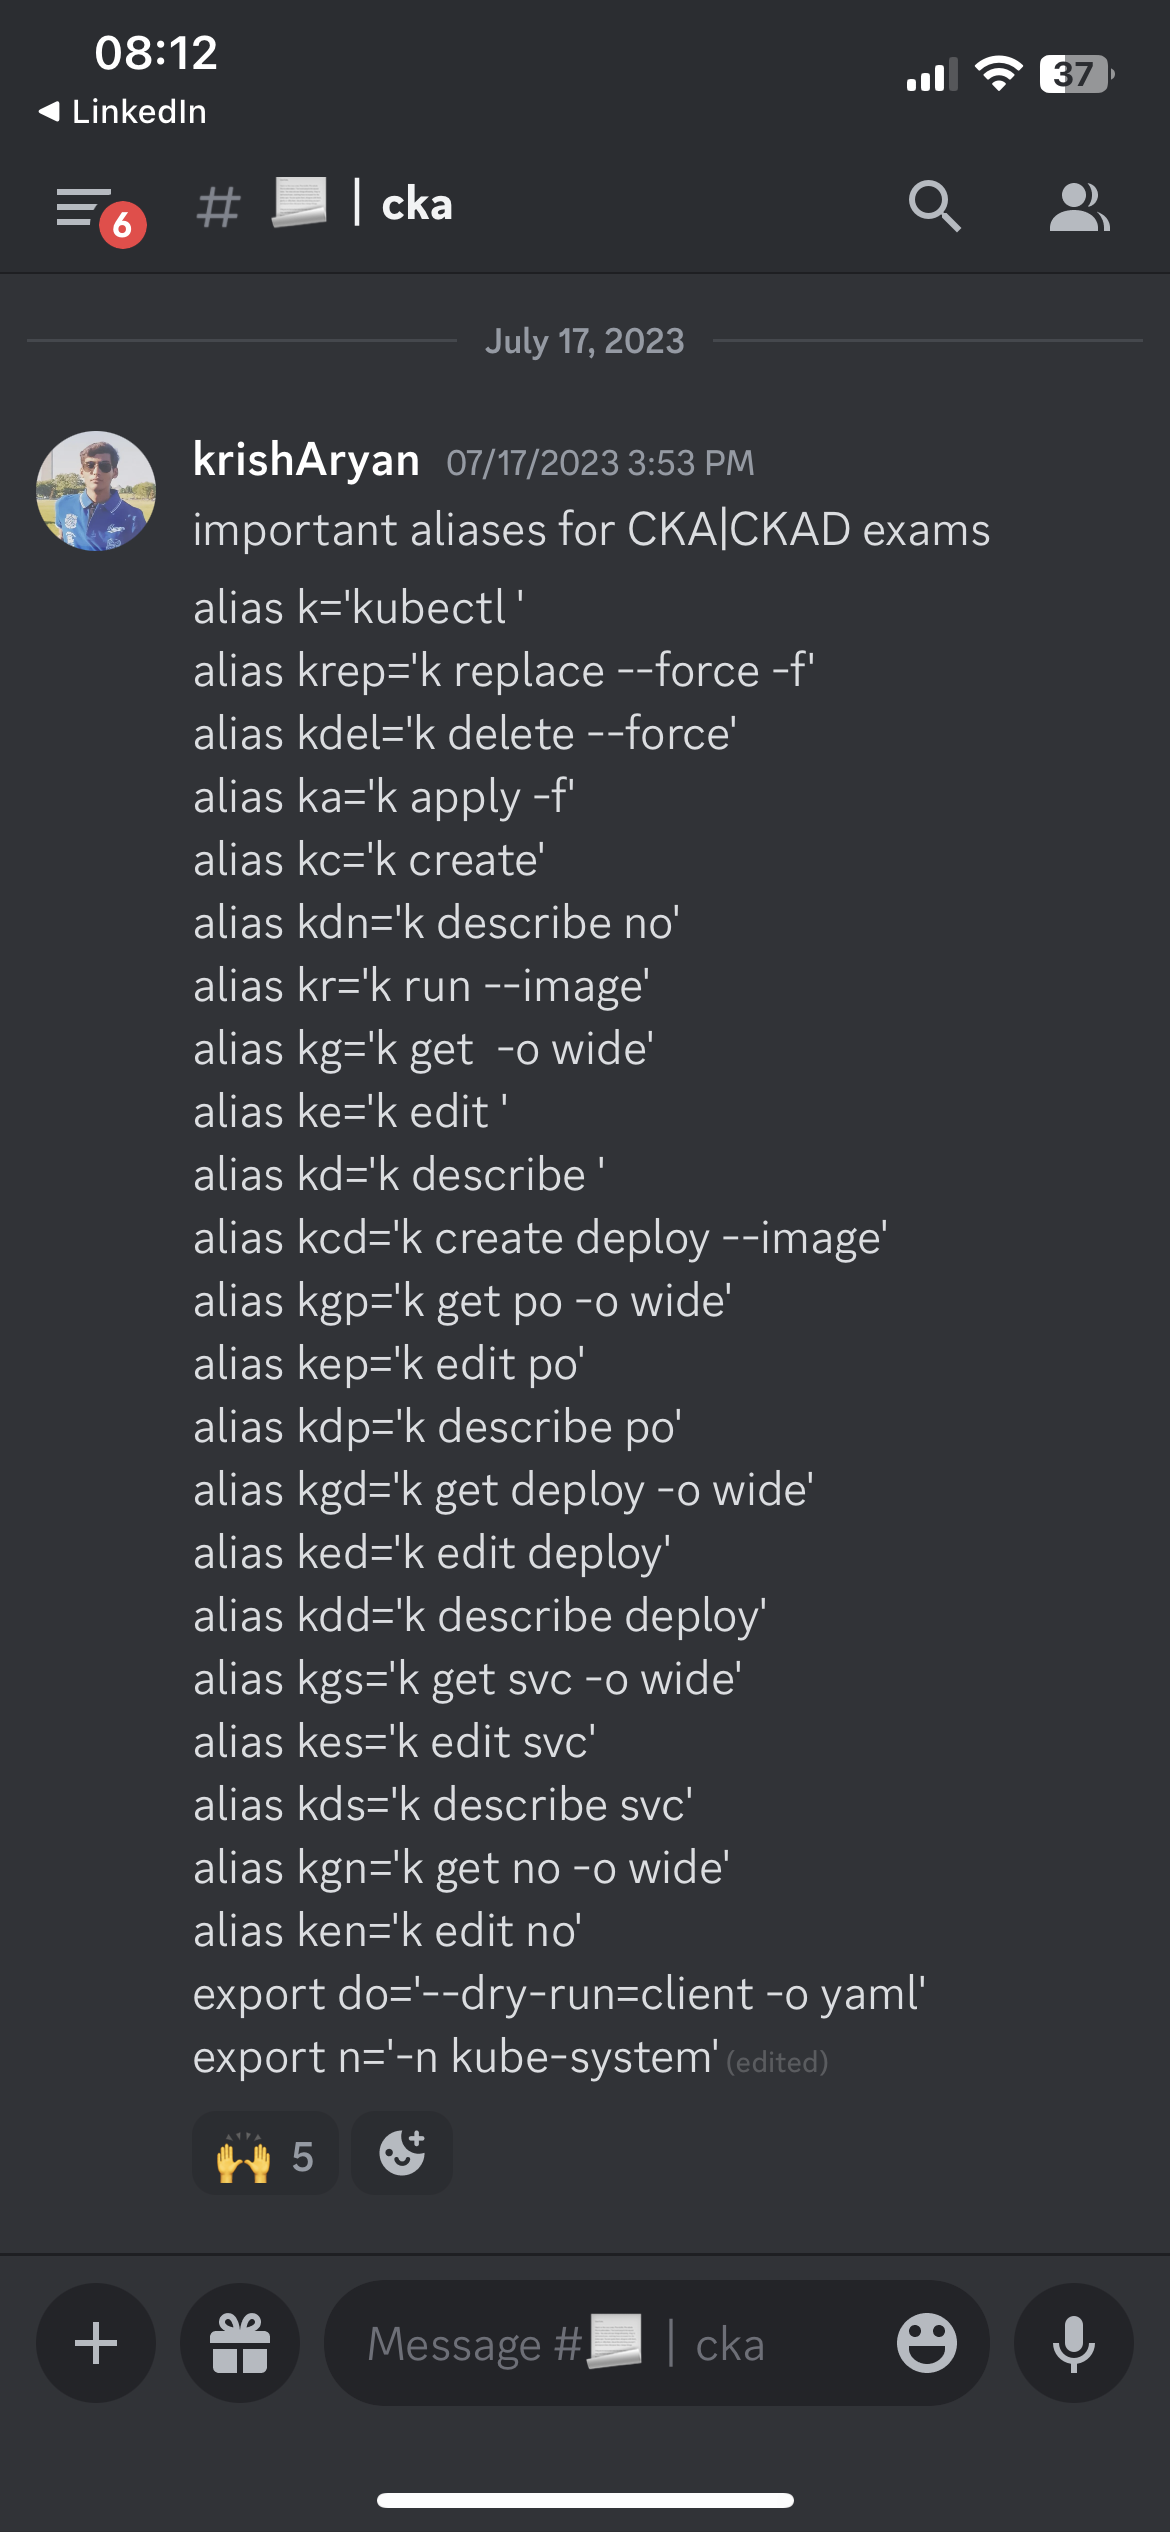 08:12
37
◀ LinkedIn
6
# 📃 | cka
July 17, 2023
krishAryan 07/17/2023 3:53 PM
important aliases for CKA|CKAD exams
alias k='kubectl '
alias krep='k replace --force -f'
alias kdel='k delete --force'
alias ka='k apply -f'
alias kc='k create'
alias kdn='k describe no'
alias kr='k run --image'
alias kg='k get  -o wide'
alias ke='k edit '
alias kd='k describe '
alias kcd='k create deploy --image'
alias kgp='k get po -o wide'
alias kep='k edit po'
alias kdp='k describe po'
alias kgd='k get deploy -o wide'
alias ked='k edit deploy'
alias kdd='k describe deploy'
alias kgs='k get svc -o wide'
alias kes='k edit svc'
alias kds='k describe svc'
alias kgn='k get no -o wide'
alias ken='k edit no'
export do='--dry-run=client -o yaml'
export n='-n kube-system' (edited)
🙌 5
Message #📃 | cka